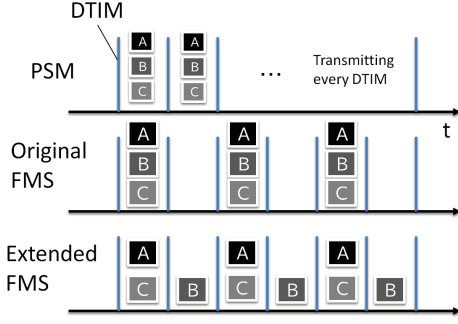 DTIM
PSM
A A
B B
C C
... Transmitting
every DTIM
t
Original
FMS
A A A
B B B
C C C
Extended
FMS
A A A
C B C B C B